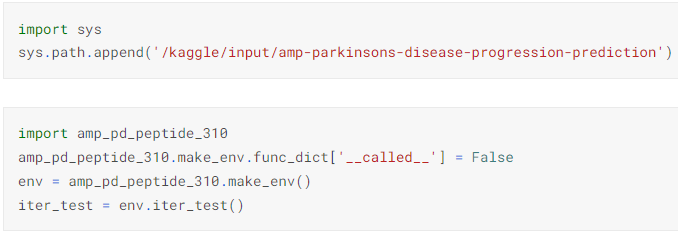 import sys
sys.path.append('/kaggle/input/amp-parkinsons-disease-progression-prediction')
import amp_pd_peptide_310
amp_pd_peptide_310.make_env.func_dict['__called__'] = False
env = amp_pd_peptide_310.make_env()
iter_test = env.iter_test()